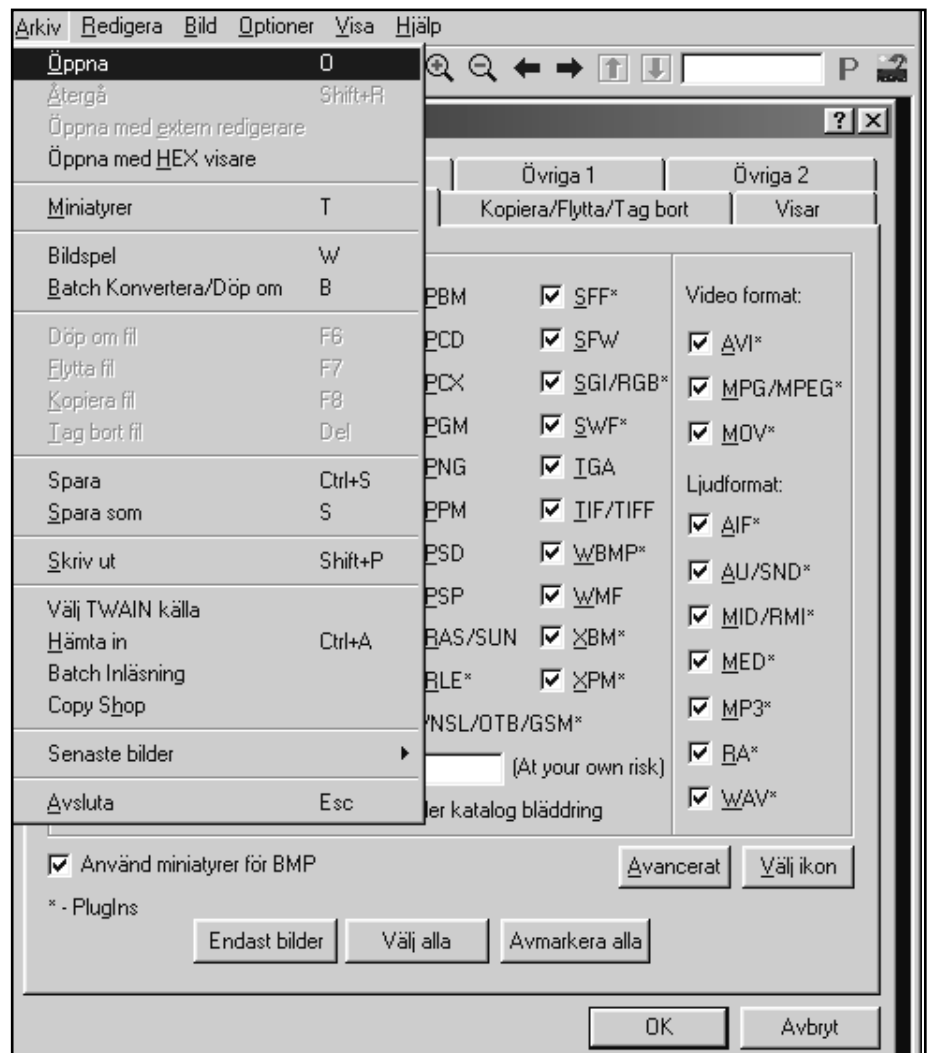 Arkiv Redigera Bild Optioner Visa Hjälp
Öppna O
Återgå Shift+R
Öppna med extern redigerare
Öppna med HEX visare
Miniatyrer T
Bildspel W
Batch Konvertera/Döp om B
Döp om fil F6
Flytta fil F7
Kopiera fil F8
Tag bort fil Del
Spara Ctrl+S
Spara som S
Skriv ut Shift+P
Välj TWAIN källa
Hämta in Ctrl+A
Batch Inläsning
Copy Shop
Senaste bilder
Avsluta Esc
P
?
Övriga 1 Övriga 2
Kopiera/Flytta/Tag bort Visar
PBM SFF*
PCD SFW
PCX SGI/RGB*
PGM SWF*
PNG TGA
PPM TIF/TIFF
PSD WBMP*
PSP WMF
RAS/SUN XBM*
RLE* XPM*
/NSL/OTB/GSM*
(At your own risk)
katalog bläddring
Video format:
AVI*
MPG/MPEG*
MOV*
Ljudformat:
AIF*
AU/SND*
MID/RMI*
MED*
MP3*
RA*
WAV*
Använd miniatyrer för BMP
Avancerat Välj ikon
* - PlugIns
Endast bilder Välj alla Avmarkera alla
OK Avbryt